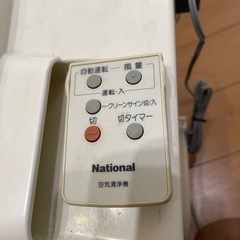 自動運転 風量
運転・入
クリーンサイン切/入
切 切タイマー
National
空気清浄機